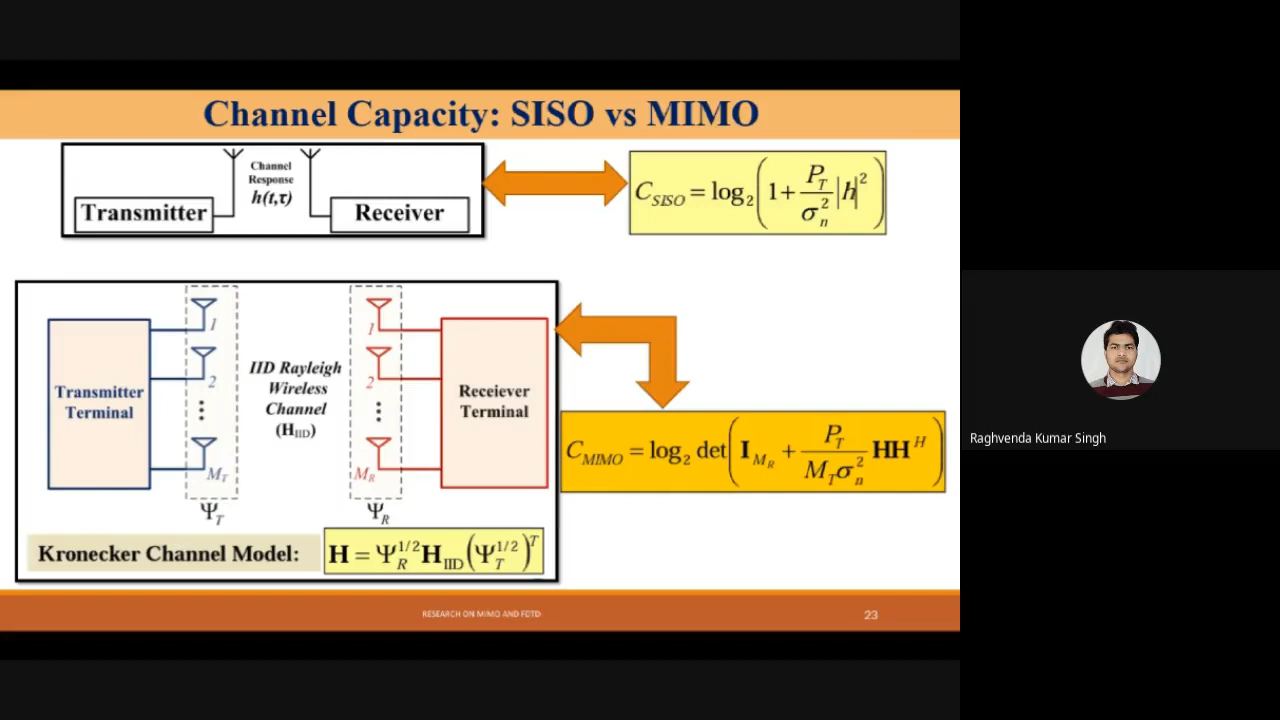 Channel Capacity: SISO vs MIMO
Channel
Response
h(t,τ)
Transmitter
Receiver
C_SISO = log₂(1 + P_T/σ_n² |h|²)
Transmitter
Terminal
1
2
⋮
M_T
Ψ_T
IID Rayleigh
Wireless
Channel
(H_IID)
1
2
⋮
M_R
Ψ_R
Receiever
Terminal
C_MIMO = log₂ det(I_{M_R} + P_T/(M_T σ_n²) HH^H)
Kronecker Channel Model:
H = Ψ_R^{1/2} H_IID (Ψ_T^{1/2})^T
RESEARCH ON MIMO AND FDTD
23
Raghvenda Kumar Singh